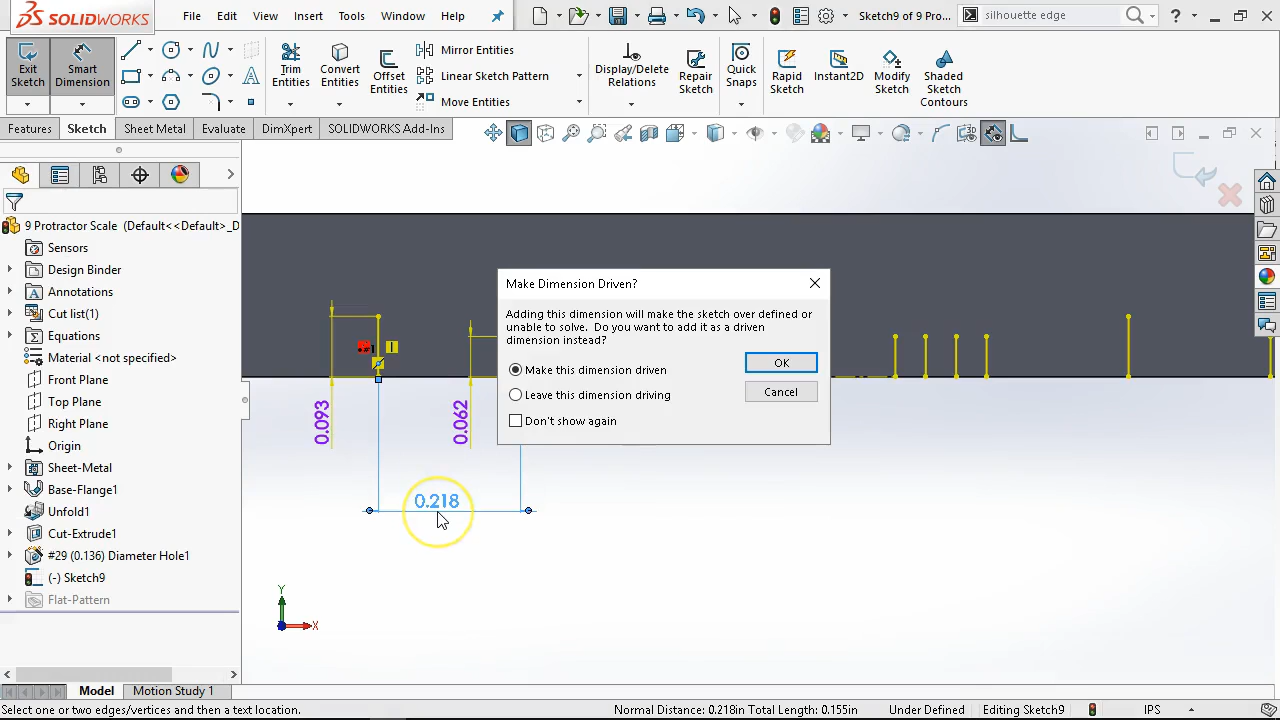 SOLIDWORKS
File
Edit
View
Insert
Tools
Window
Help
Sketch9 of 9 Pro...
silhouette edge
Exit
Sketch
Smart
Dimension
Trim
Entities
Convert
Entities
Offset
Entities
Mirror Entities
Linear Sketch Pattern
Move Entities
Display/Delete
Relations
Repair
Sketch
Quick
Snaps
Rapid
Sketch
Instant2D
Modify
Sketch
Shaded
Sketch
Contours
Features
Sketch
Sheet Metal
Evaluate
DimXpert
SOLIDWORKS Add-Ins
9 Protractor Scale (Default<<Default>_D
Sensors
Design Binder
Annotations
Cut list(1)
Equations
Material <not specified>
Front Plane
Top Plane
Right Plane
Origin
Sheet-Metal
Base-Flange1
Unfold1
Cut-Extrude1
#29 (0.136) Diameter Hole1
(-) Sketch9
Flat-Pattern
Make Dimension Driven?
Adding this dimension will make the sketch over defined or
unable to solve. Do you want to add it as a driven
dimension instead?
Make this dimension driven
Leave this dimension driving
Don't show again
OK
Cancel
0.093
0.062
0.218
Y
X
Model
Motion Study 1
Select one or two edges/vertices and then a text location.
Normal Distance: 0.218in Total Length: 0.155in
Under Defined
Editing Sketch9
IPS